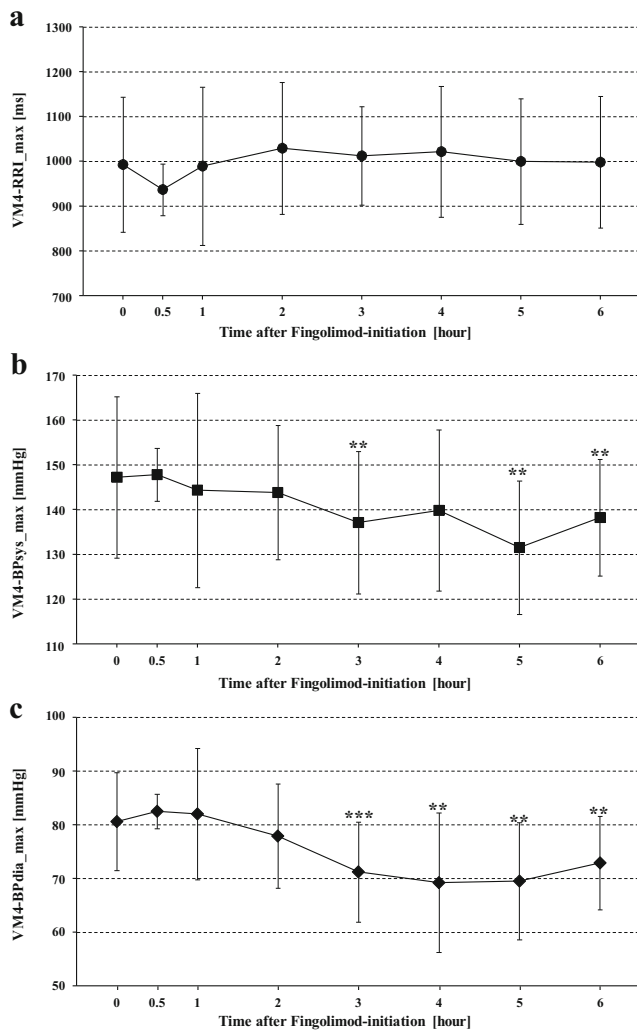 a
VM4-RRI_max [ms]
1300
1200
1100
1000
900
800
700
0 0.5 1 2 3 4 5 6
Time after Fingolimod-initiation [hour]
b
VM4-BPsys_max [mmHg]
170
160
150
140
130
120
110
** ** **
0 0.5 1 2 3 4 5 6
Time after Fingolimod-initiation [hour]
c
VM4-BPdia_max [mmHg]
100
90
80
70
60
50
*** ** ** **
0 0.5 1 2 3 4 5 6
Time after Fingolimod-initiation [hour]